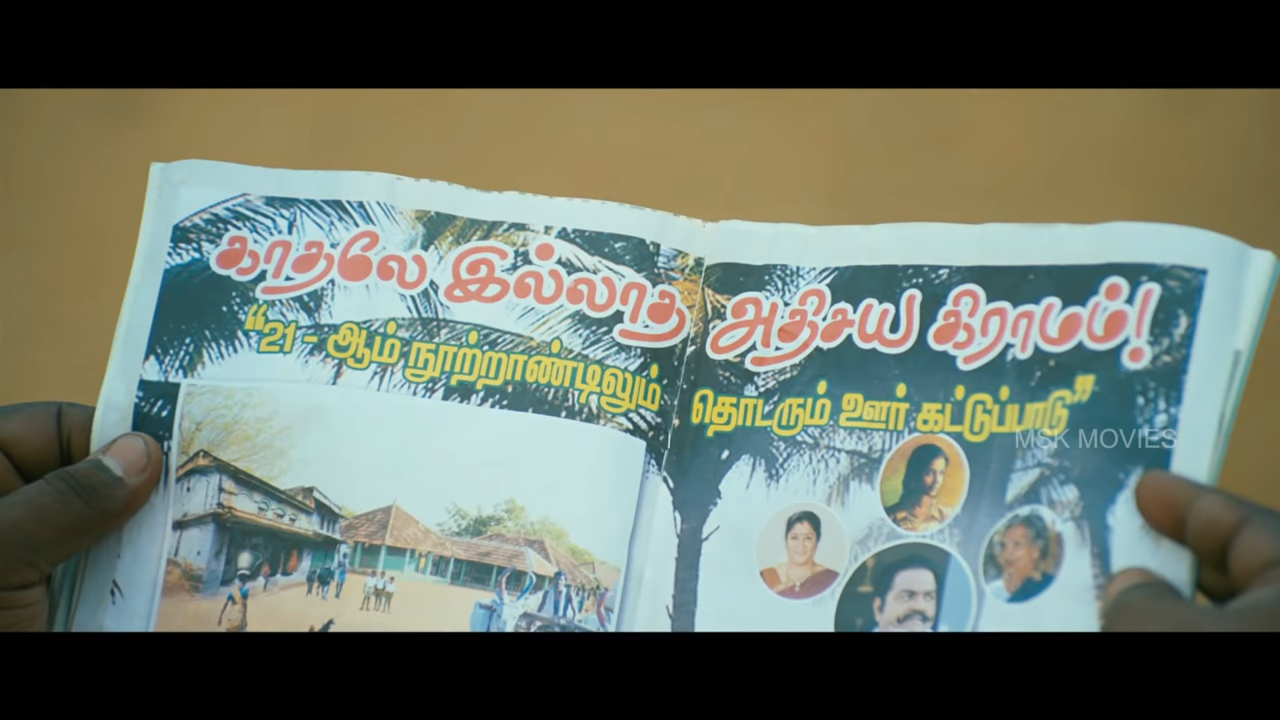 காதலே இல்லாத அதிசய கிராமம்!
“21 - ஆம் நூற்றாண்டிலும் தொடரும் ஊர் கட்டுப்பாடு”
MSK MOVIES